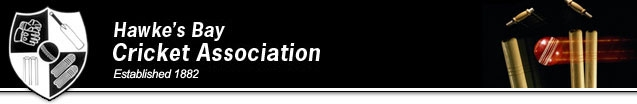 Hawke's Bay
Cricket Association
Established 1882